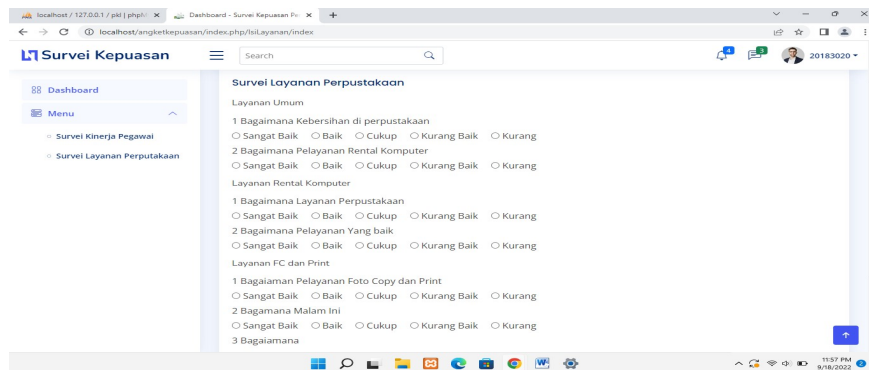 localhost / 127.0.0.1 / pkl | phpM
Dashboard - Survei Kepuasan Pe
localhost/angketkepuasan/index.php/IsiLayanan/index
Survei Kepuasan
Search
4
3
20183020
Dashboard
Menu
Survei Kinerja Pegawai
Survei Layanan Perputakaan
Survei Layanan Perpustakaan
Layanan Umum
1 Bagaimana Kebersihan di perpustakaan
Sangat Baik Baik Cukup Kurang Baik Kurang
2 Bagaimana Pelayanan Rental Komputer
Sangat Baik Baik Cukup Kurang Baik Kurang
Layanan Rental Komputer
1 Bagaimana Layanan Perpustakaan
Sangat Baik Baik Cukup Kurang Baik Kurang
2 Bagaimana Pelayanan Yang baik
Sangat Baik Baik Cukup Kurang Baik Kurang
Layanan FC dan Print
1 Bagaiaman Pelayanan Foto Copy dan Print
Sangat Baik Baik Cukup Kurang Baik Kurang
2 Bagamana Malam Ini
Sangat Baik Baik Cukup Kurang Baik Kurang
3 Bagaiamana
11:57 PM
9/18/2022
2